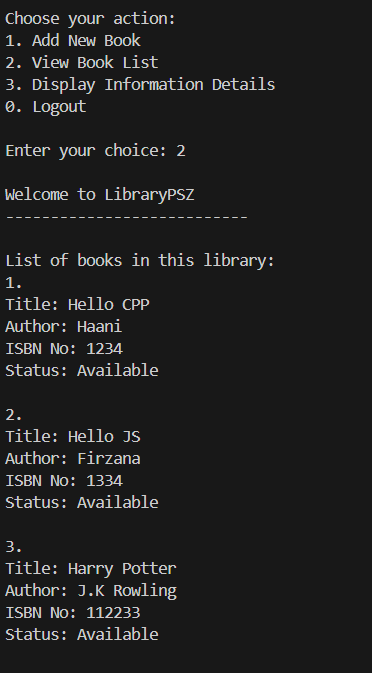 Choose your action:
1. Add New Book
2. View Book List
3. Display Information Details
0. Logout
Enter your choice: 2
Welcome to LibraryPSZ
---------------------------
List of books in this library:
1.
Title: Hello CPP
Author: Haani
ISBN No: 1234
Status: Available
2.
Title: Hello JS
Author: Firzana
ISBN No: 1334
Status: Available
3.
Title: Harry Potter
Author: J.K Rowling
ISBN No: 112233
Status: Available